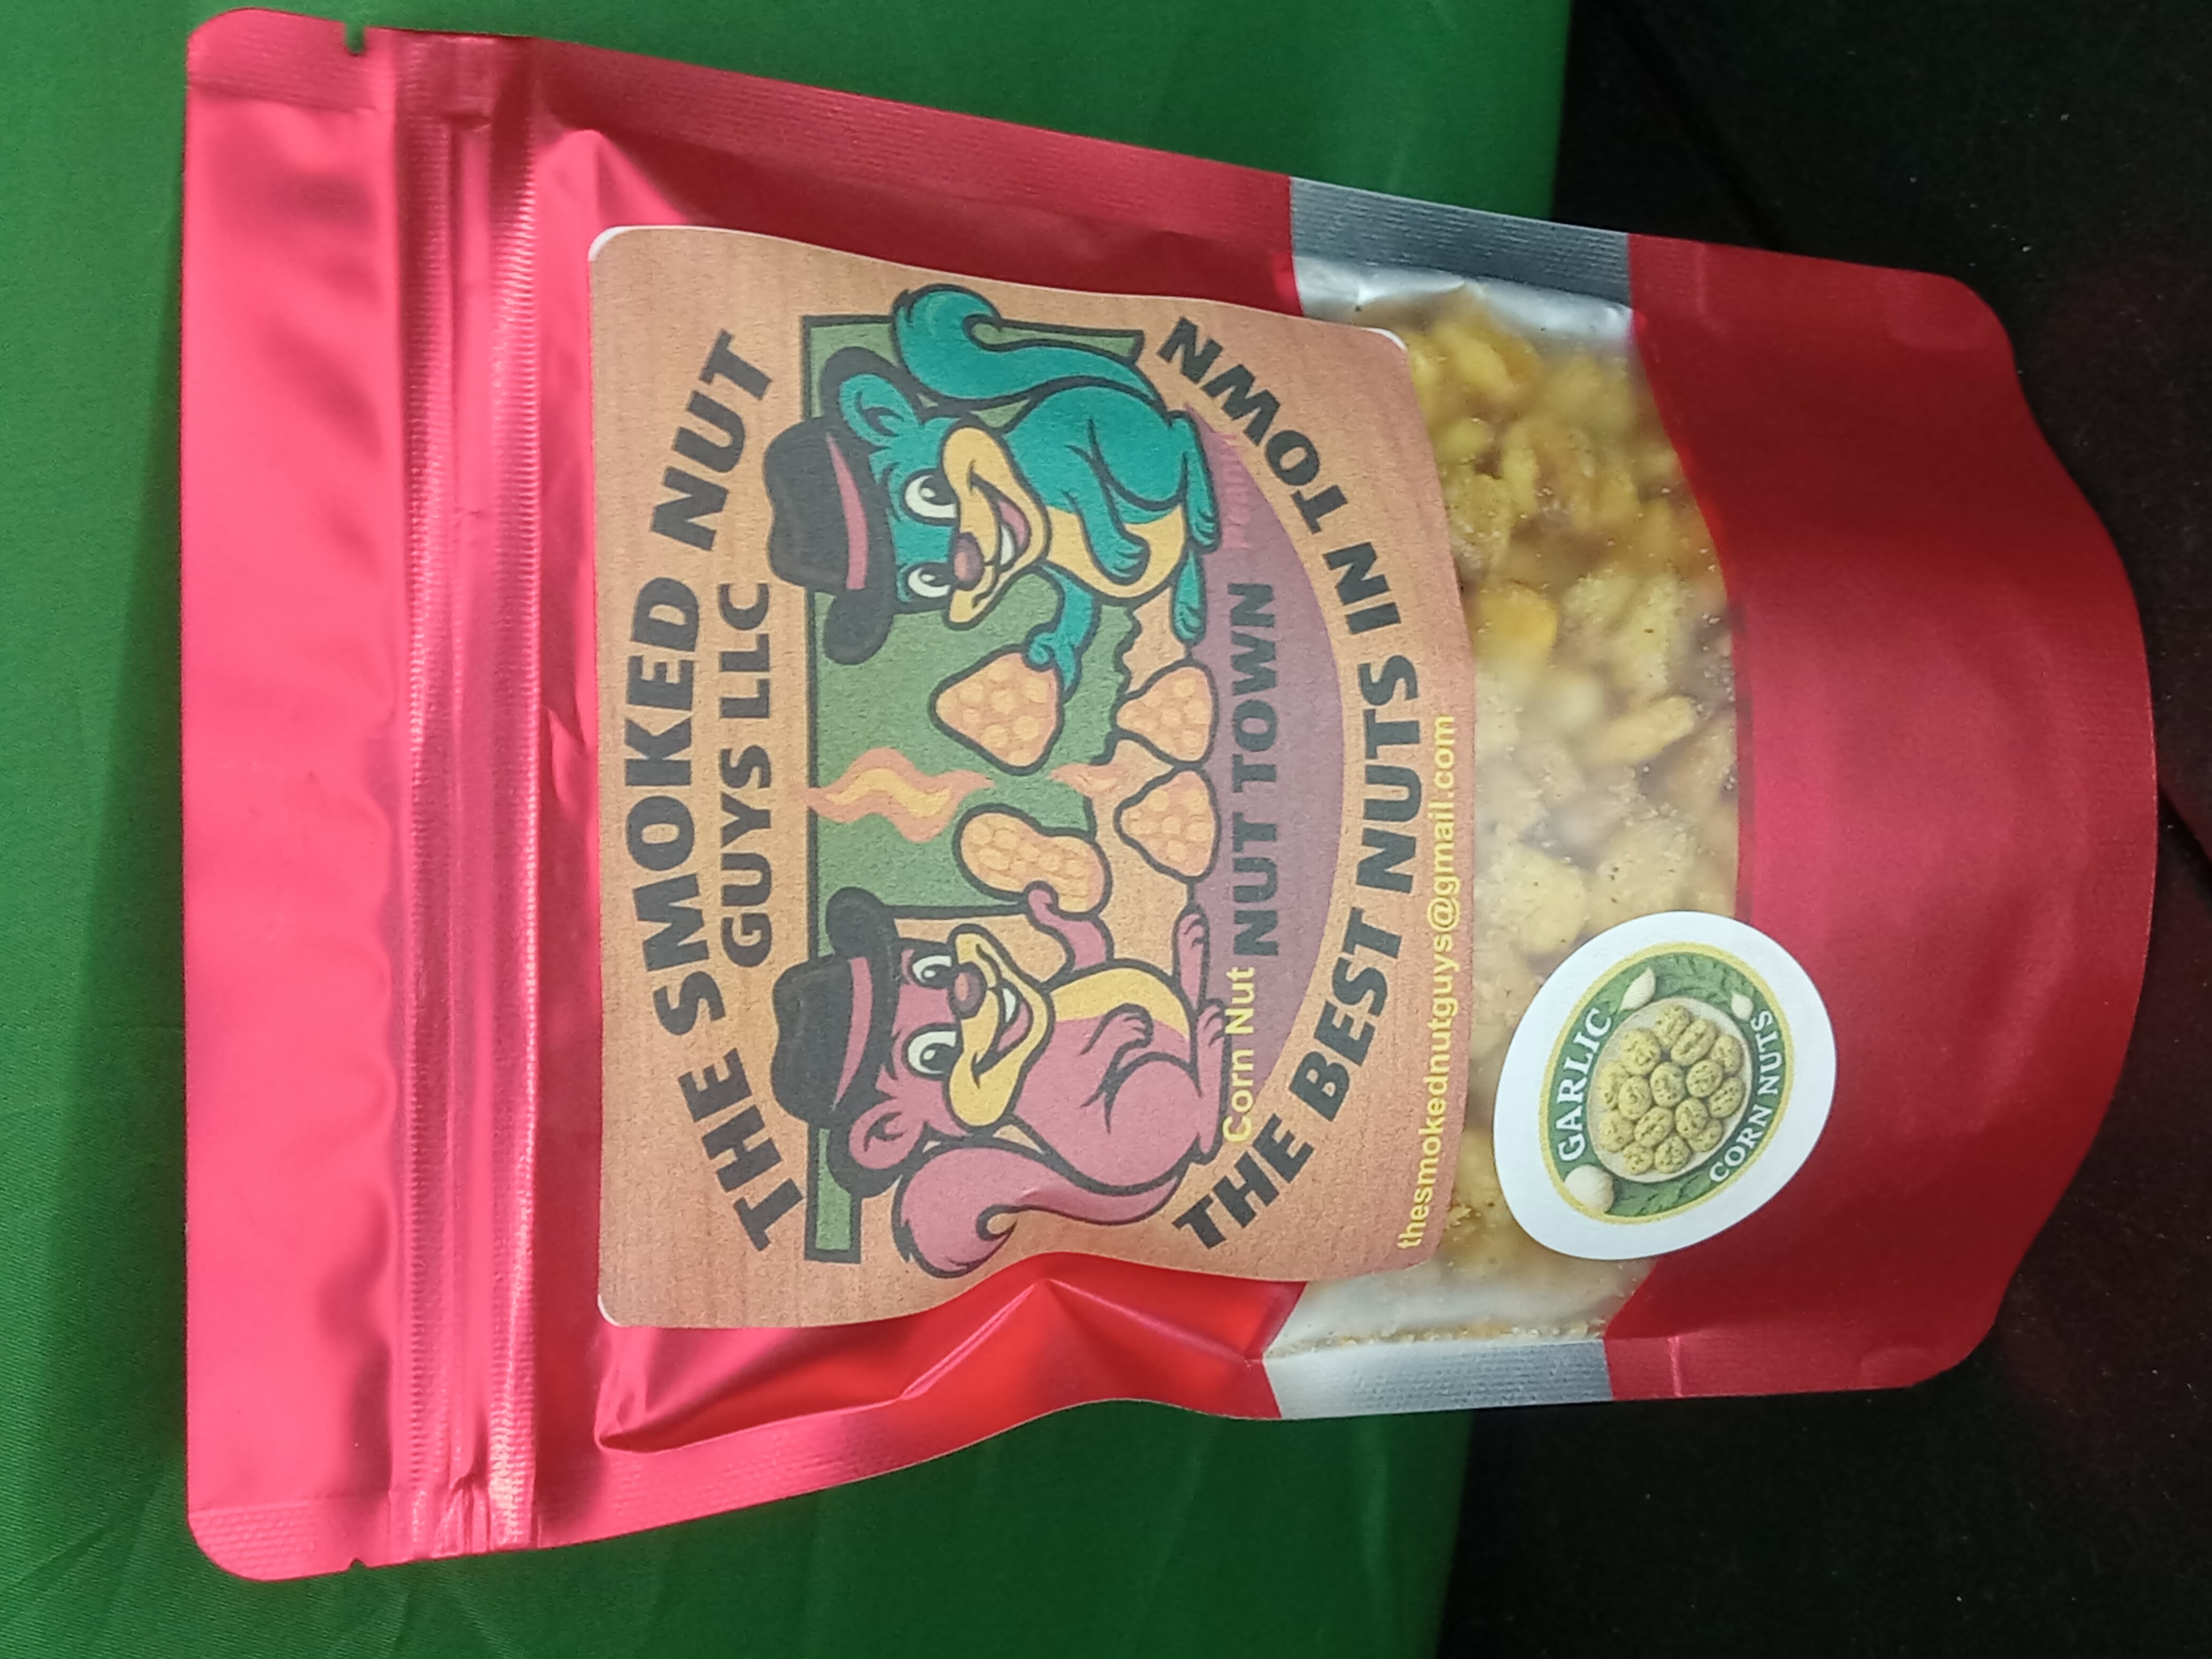 THE SMOKED NUT
GUYS LLC
Corn Nut
NUT TOWN
THE BEST NUTS IN TOWN
thesmokednutguys@gmail.com
GARLIC
CORN NUTS